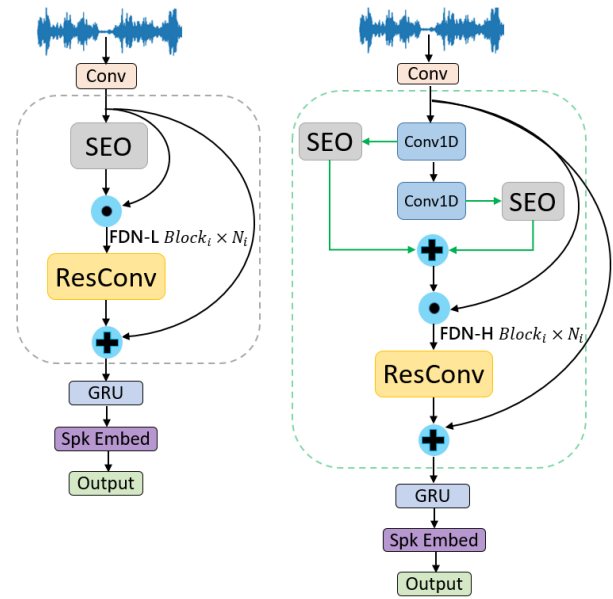 Conv
SEO
FDN-L Block_i × N_i
ResConv
GRU
Spk Embed
Output
Conv
SEO
Conv1D
Conv1D
SEO
FDN-H Block_i × N_i
ResConv
GRU
Spk Embed
Output